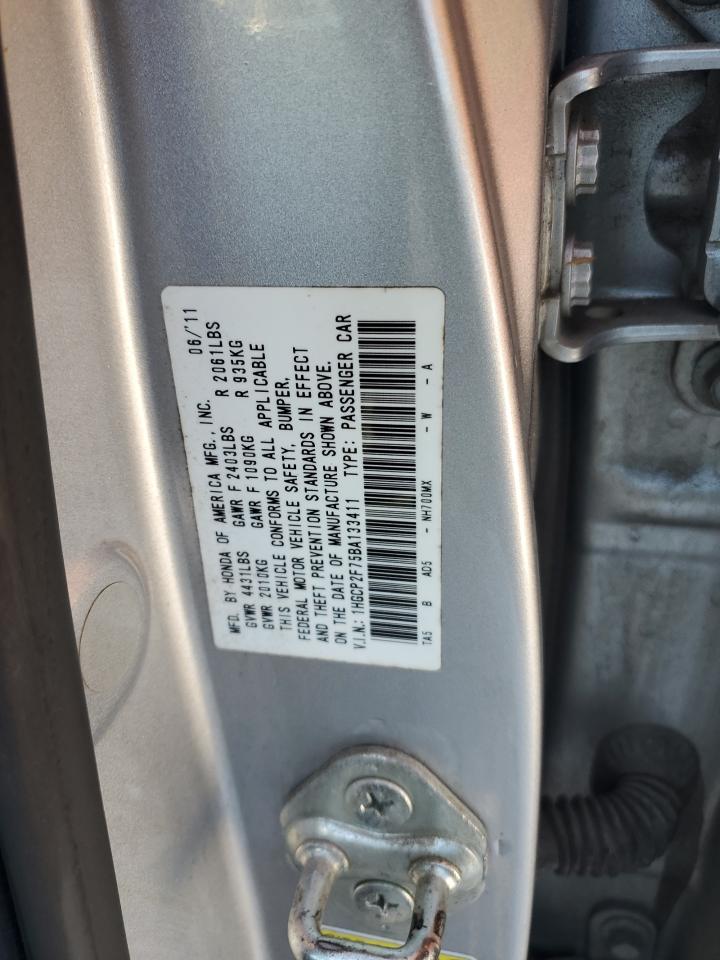 MFD. BY HONDA OF AMERICA MFG., INC. 06/'11
GVWR 4431LBS GAWR F 2403LBS R 2061LBS
GVWR 2010KG GAWR F 1090KG R 935KG
THIS VEHICLE CONFORMS TO ALL APPLICABLE
FEDERAL MOTOR VEHICLE SAFETY, BUMPER,
AND THEFT PREVENTION STANDARDS IN EFFECT
ON THE DATE OF MANUFACTURE SHOWN ABOVE.
V.I.N.: 1HGCP2F75BA133411 TYPE: PASSENGER CAR
TA5 B AD5 - NH700MX - W - A